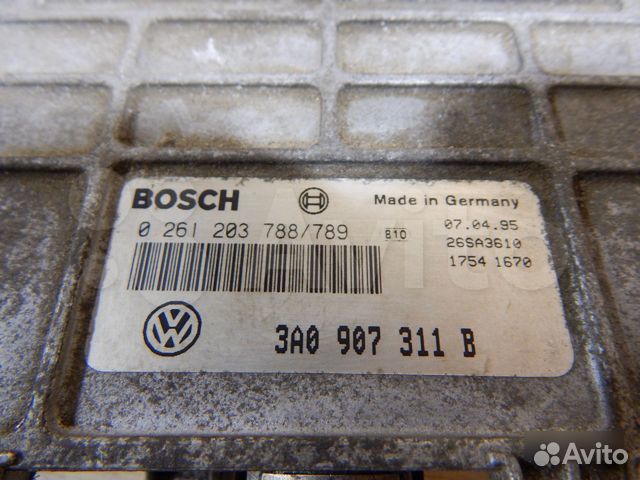 BOSCH
Made in Germany
0 261 203 788/789
B10
07.04.95
26SA3610
1754 1670
3A0 907 311 B
Avito